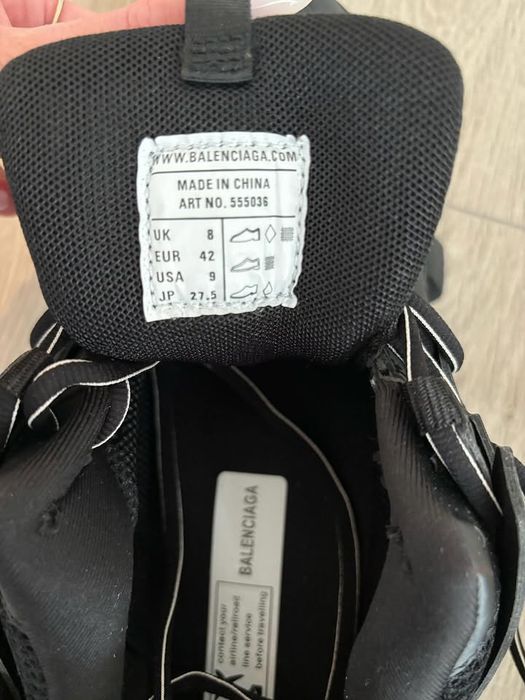 WWW.BALENCIAGA.COM
MADE IN CHINA
ART NO. 555036
UK 8
EUR 42
USA 9
JP 27.5
BALENCIAGA
contact your
airline/railroad
line service
before travelling